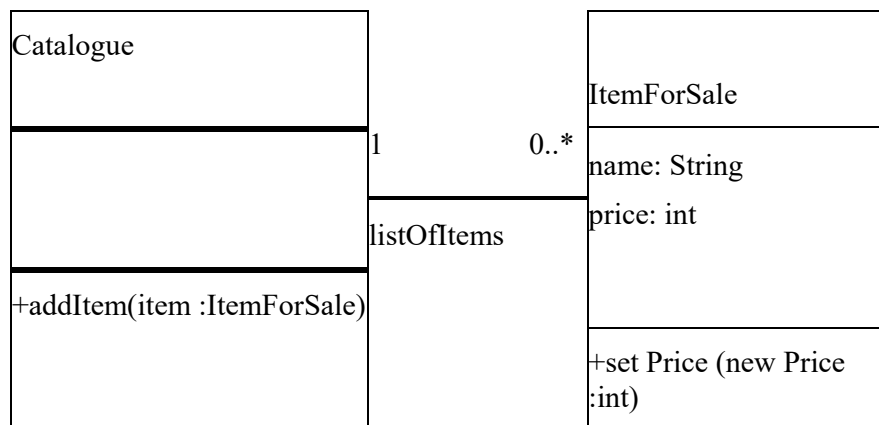 Catalogue
+addItem(item :ItemForSale)
1 0..*
listOfItems
ItemForSale
name: String
price: int
+set Price (new Price
:int)